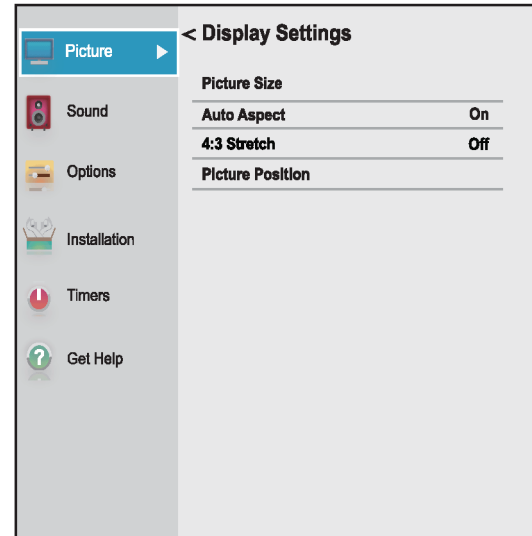 Picture
Sound
Options
Installation
Timers
Get Help
< Display Settings
Picture Size
Auto Aspect On
4:3 Stretch Off
Picture Position